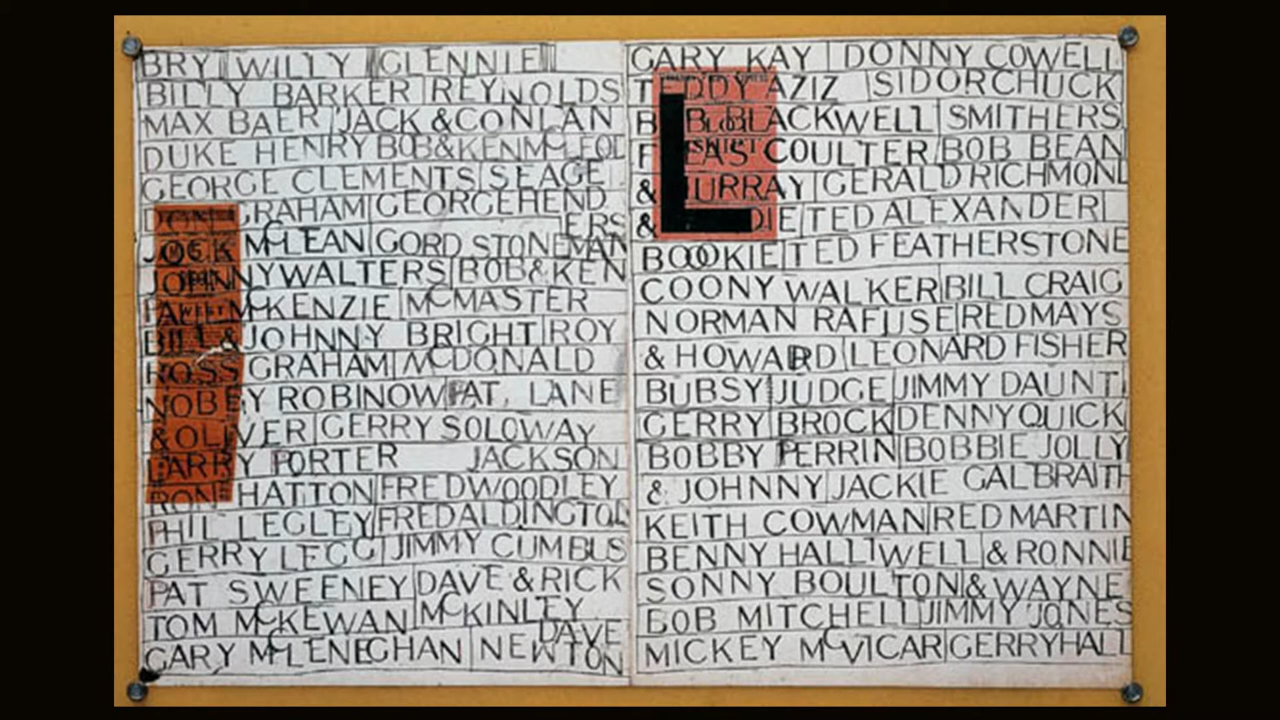 BRY WILLY GLENNIE
BILLY BARKER REYNOLDS
MAX BAER JACK & CONLAN
DUKE HENRY BOB & KEN MCLEOD
GEORGE CLEMENTS SEAGE
GRAHAM GEORGE HEND
ERS
JOCK MCLEAN GORD STONEMAN
JOHNNY WALTERS BOB & KEN
MCKENZIE MCMASTER
BILL & JOHNNY BRIGHT ROY
ROSS GRAHAM MCDONALD
NOBBY ROBINOW PAT LANE
& OLIVER GERRY SOLOWAY
LARRY PORTER JACKSON
RON HATTON FRED WOODLEY
PHIL LEGLEY FRED ALDINGTON
GERRY LEGG JIMMY CUMBUS
PAT SWEENEY DAVE & RICK
TOM MCKEWAN MCKINLEY
DAVE
GARY MCLENEGHAN NEWTON
GARY KAY DONNY COWELL
TEDDY AZIZ SIDORCHUCK
L
BLACKWELL SMITHERS
COULTER BOB BEAN
& MURRAY GERALD RICHMOND
& TED ALEXANDER
BOOKIE TED FEATHERSTONE
COONY WALKER BILL CRAIG
NORMAN RAFUSE RED MAYS
& HOWARD LEONARD FISHER
BUBSY JUDGE JIMMY DAUNT
GERRY BROCK DENNY QUICK
BOBBY PERRIN BOBBIE JOLLY
& JOHNNY JACKIE GALBRAITH
KEITH COWMAN RED MARTIN
BENNY HALLIWELL & RONNIE
SONNY BOULTON & WAYNE
BOB MITCHELL JIMMY JONES
MICKEY MCVICAR GERRY HALL